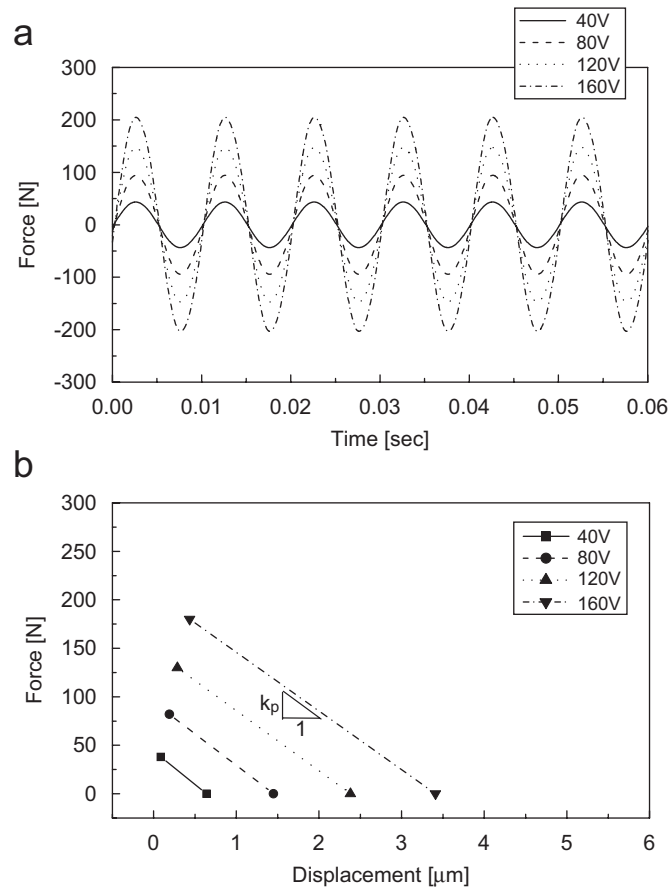 a
40V
80V
120V
160V
300
200
100
0
-100
-200
-300
Force [N]
0.00 0.01 0.02 0.03 0.04 0.05 0.06
Time [sec]
b
40V
80V
120V
160V
300
250
200
150
100
50
0
Force [N]
kp
1
0 1 2 3 4 5 6
Displacement [μm]